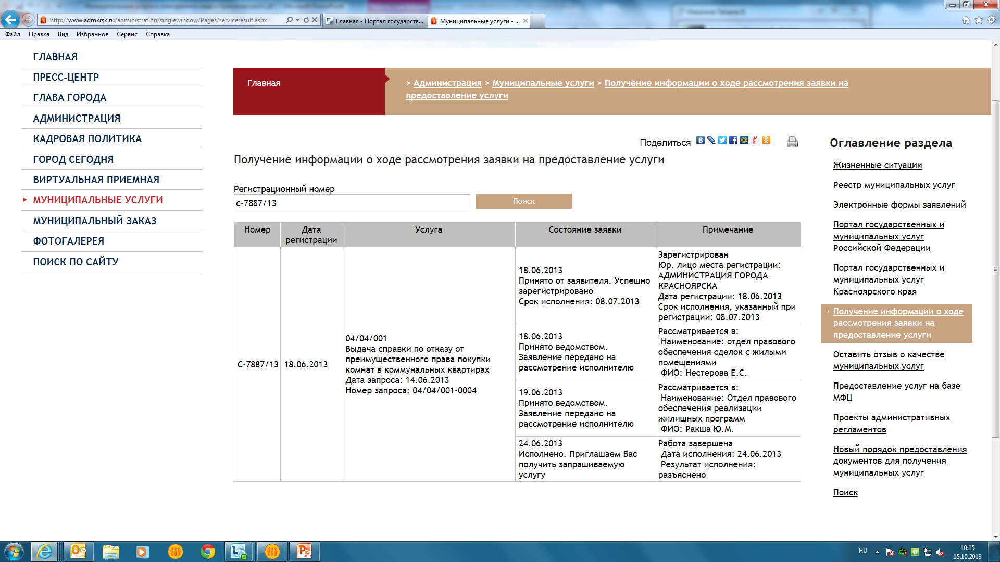 http://www.admkrsk.ru/administration/singlewindow/Pages/serviceresult.aspx
Главная - Портал государств...
Муниципальные услуги - ...
Файл Правка Вид Избранное Сервис Справка
ГЛАВНАЯ
ПРЕСС-ЦЕНТР
ГЛАВА ГОРОДА
АДМИНИСТРАЦИЯ
КАДРОВАЯ ПОЛИТИКА
ГОРОД СЕГОДНЯ
ВИРТУАЛЬНАЯ ПРИЕМНАЯ
МУНИЦИПАЛЬНЫЕ УСЛУГИ
МУНИЦИПАЛЬНЫЙ ЗАКАЗ
ФОТОГАЛЕРЕЯ
ПОИСК ПО САЙТУ
Главная
> Администрация > Муниципальные услуги > Получение информации о ходе рассмотрения заявки на
предоставление услуги
Поделиться
Получение информации о ходе рассмотрения заявки на предоставление услуги
Регистрационный номер
с-7887/13
Поиск
Номер
Дата
регистрации
Услуга
Состояние заявки
Примечание
С-7887/13
18.06.2013
04/04/001
Выдача справки по отказу от
преимущественного права покупки
комнат в коммунальных квартирах
Дата запроса: 14.06.2013
Номер запроса: 04/04/001-0004
18.06.2013
Принято от заявителя. Успешно
зарегистрировано
Срок исполнения: 08.07.2013
Зарегистрирован
Юр. лицо места регистрации:
АДМИНИСТРАЦИЯ ГОРОДА
КРАСНОЯРСКА
Дата регистрации: 18.06.2013
Срок исполнения, указанный при
регистрации: 08.07.2013
18.06.2013
Принято ведомством.
Заявление передано на
рассмотрение исполнителю
Рассматривается в:
Наименование: отдел правового
обеспечения сделок с жилыми
помещениями
ФИО: Нестерова Е.С.
19.06.2013
Принято ведомством.
Заявление передано на
рассмотрение исполнителю
Рассматривается в:
Наименование: Отдел правового
обеспечения реализации
жилищных программ
ФИО: Ракша Ю.М.
24.06.2013
Исполнено. Приглашаем Вас
получить запрашиваемую
услугу
Работа завершена
Дата исполнения: 24.06.2013
Результат исполнения:
разъяснено
Оглавление раздела
Жизненные ситуации
Реестр муниципальных услуг
Электронные формы заявлений
Портал государственных и
муниципальных услуг
Российской Федерации
Портал государственных и
муниципальных услуг
Красноярского края
Получение информации о ходе
рассмотрения заявки на
предоставление услуги
Оставить отзыв о качестве
муниципальных услуг
Предоставление услуг на базе
МФЦ
Проекты административных
регламентов
Новый порядок предоставления
документов для получения
муниципальных услуг
Поиск
RU
10:15
15.10.2013